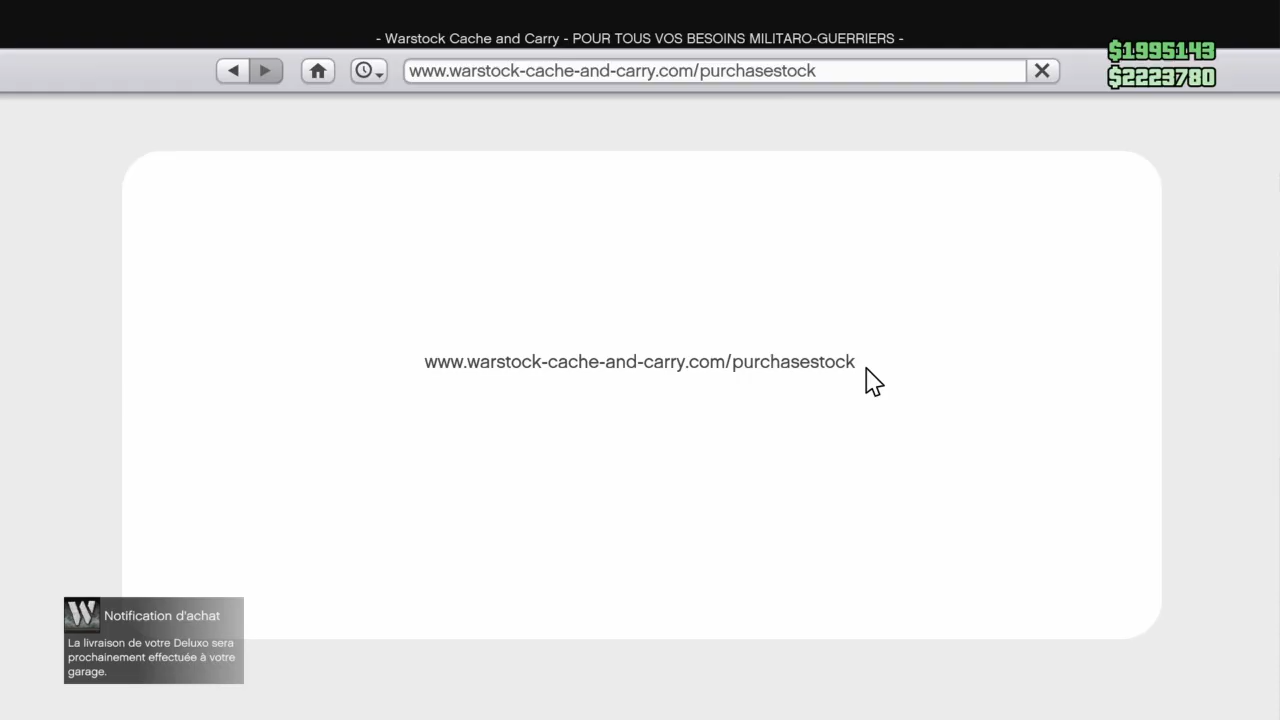 - Warstock Cache and Carry - POUR TOUS VOS BESOINS MILITARO-GUERRIERS -
www.warstock-cache-and-carry.com/purchasestock
$1995143
$2223780
www.warstock-cache-and-carry.com/purchasestock
W
Notification d'achat
La livraison de votre Deluxo sera
prochainement effectuée à votre
garage.